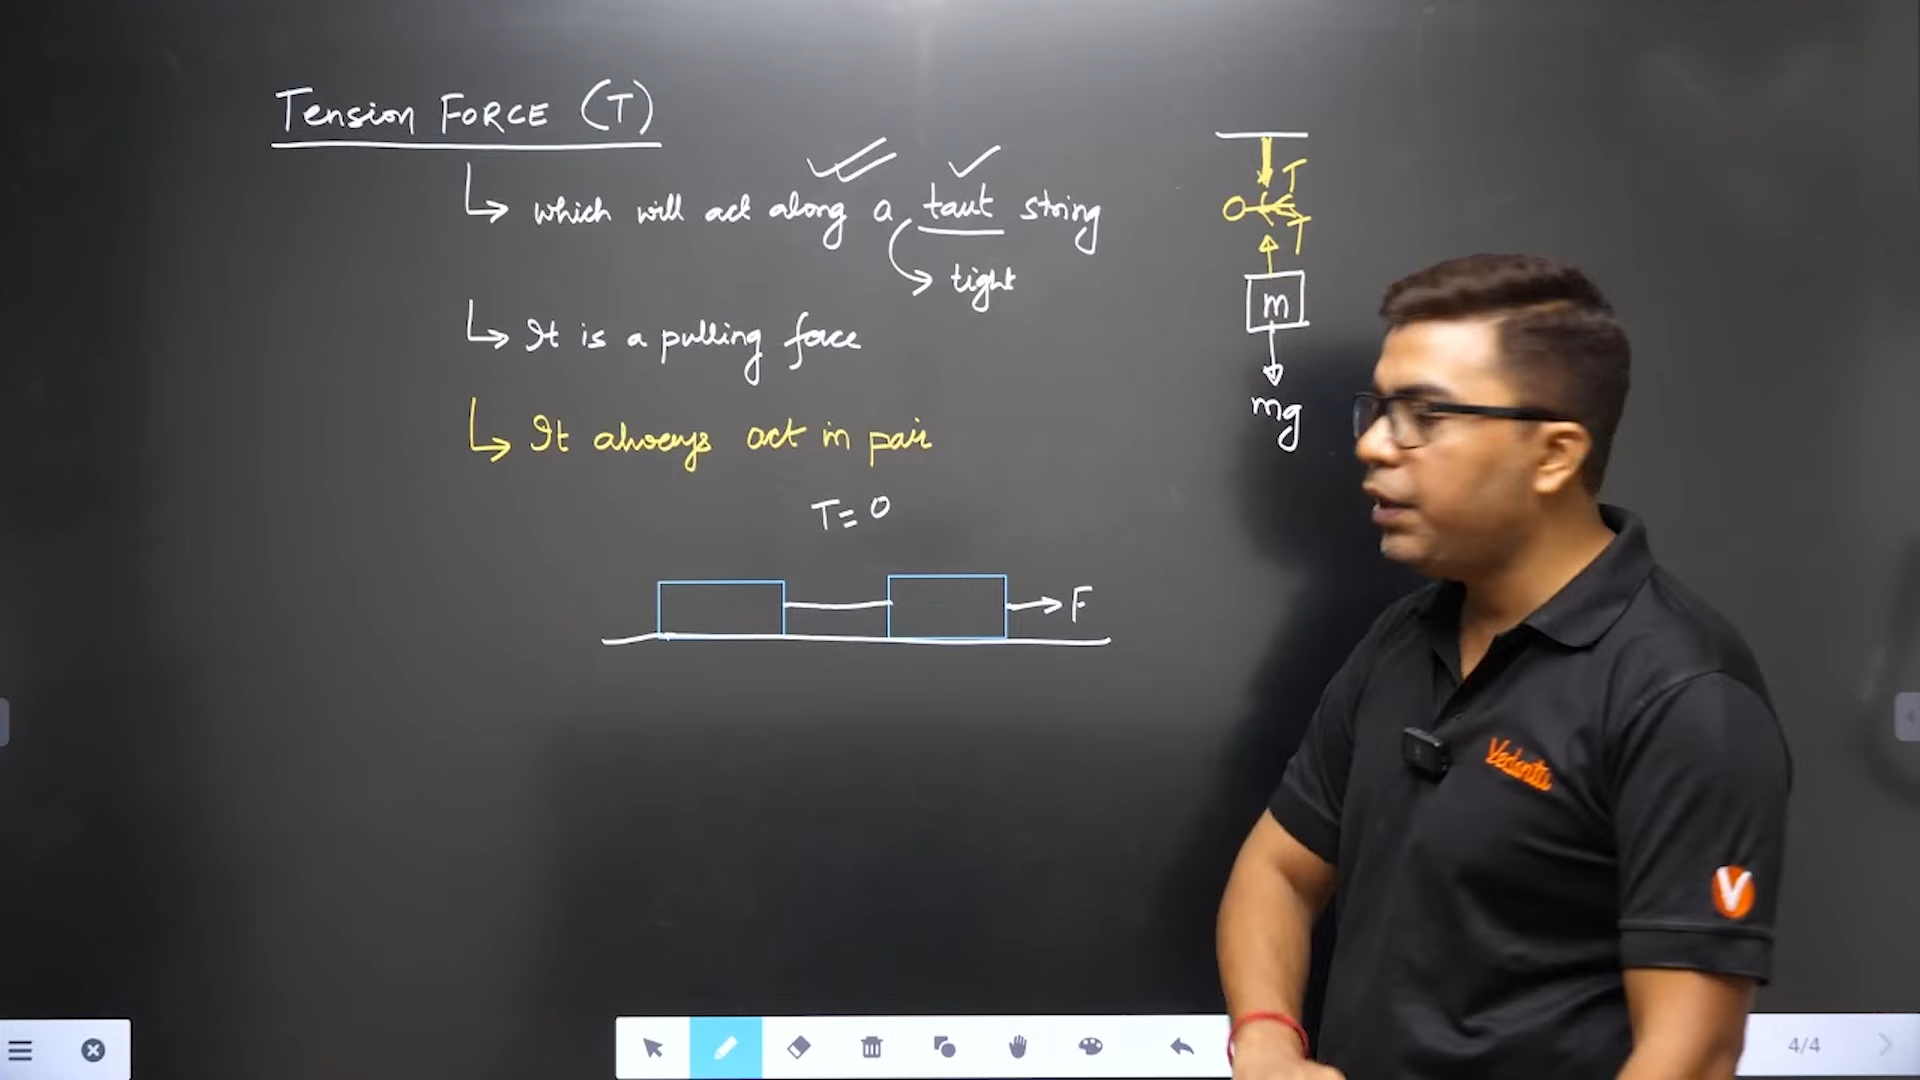 Tension FORCE (T)
which will act along a taut string
tight
It is a pulling force
It always act in pair
T = 0
F
T
T
m
mg
Vedantu
V
4/4